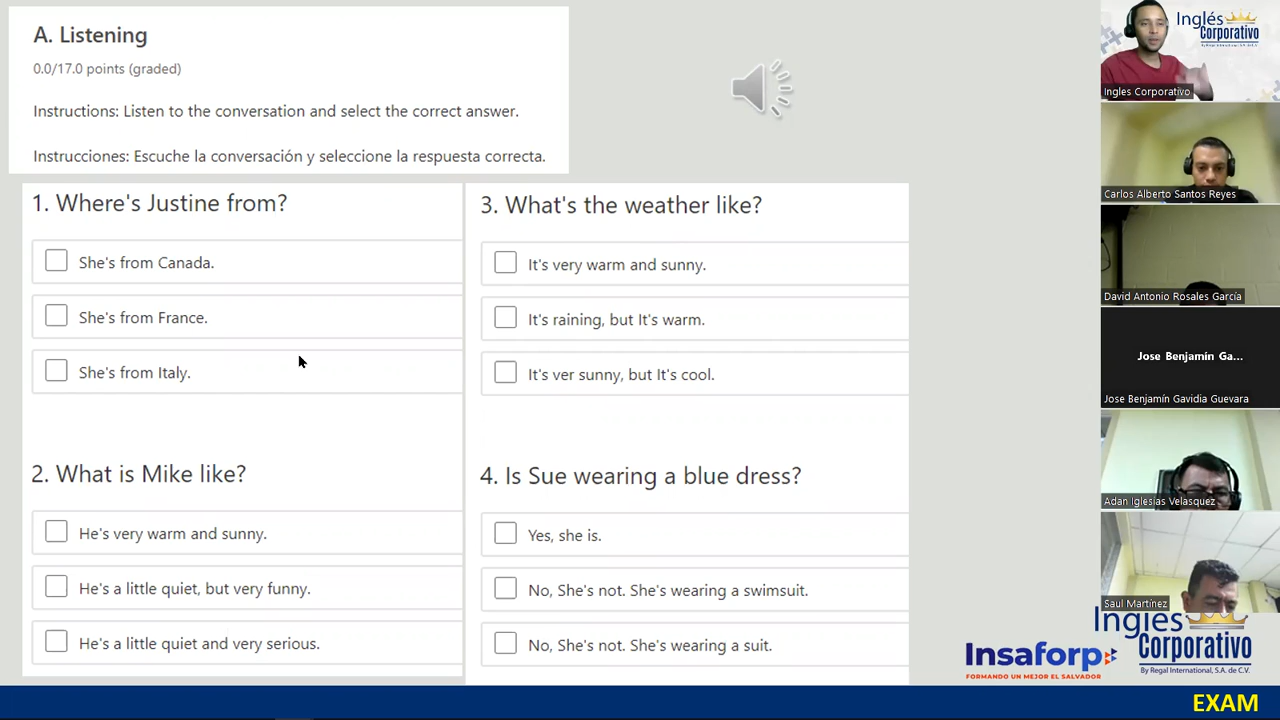 A. Listening
0.0/17.0 points (graded)
Instructions: Listen to the conversation and select the correct answer.
Instrucciones: Escuche la conversación y seleccione la respuesta correcta.
1. Where's Justine from?
She's from Canada.
She's from France.
She's from Italy.
2. What is Mike like?
He's very warm and sunny.
He's a little quiet, but very funny.
He's a little quiet and very serious.
3. What's the weather like?
It's very warm and sunny.
It's raining, but It's warm.
It's ver sunny, but It's cool.
4. Is Sue wearing a blue dress?
Yes, she is.
No, She's not. She's wearing a swimsuit.
No, She's not. She's wearing a suit.
Inglés
Corporativo
By Regal International, S.A. de C.V.
Ingles Corporativo
Carlos Alberto Santos Reyes
David Antonio Rosales García
Jose Benjamin Ga...
Jose Benjamín Gavidia Guevara
Adan Iglesias Velasquez
Saul Martínez
Insaforp
FORMANDO UN MEJOR EL SALVADOR
Inglés
Corporativo
By Regal International, S.A. de C.V.
EXAM